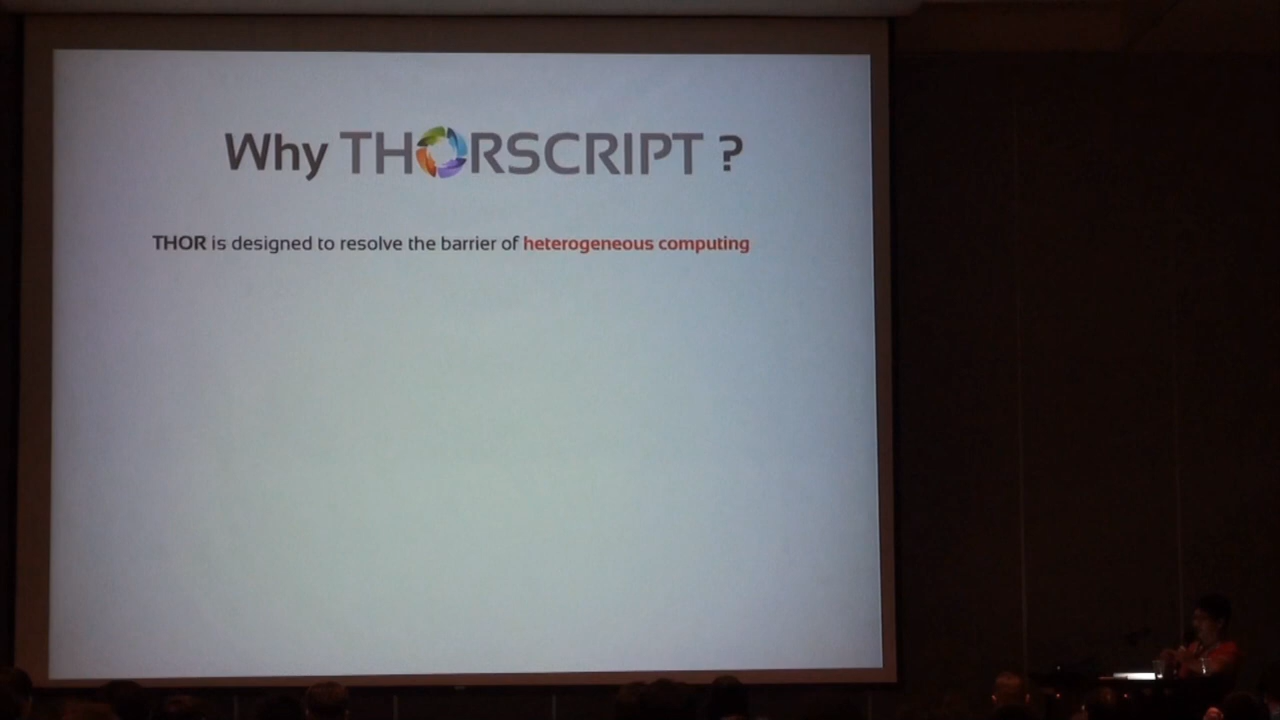 Why THORSCRIPT ?
THOR is designed to resolve the barrier of heterogeneous computing